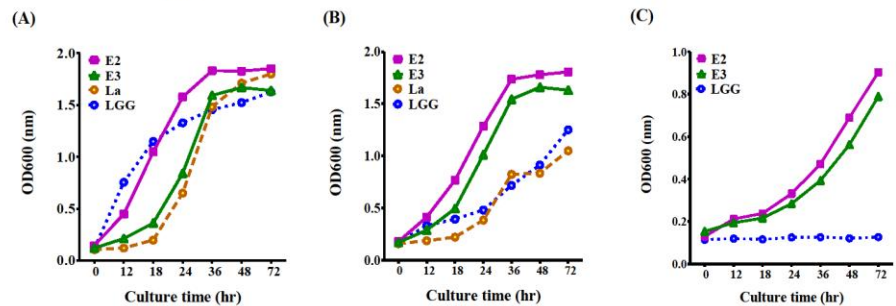 (A)
E2
E3
La
LGG
OD600 (nm)
2.0
1.5
1.0
0.5
0.0
0 12 18 24 36 48 72
Culture time (hr)
(B)
E2
E3
La
LGG
OD600 (nm)
2.0
1.5
1.0
0.5
0.0
0 12 18 24 36 48 72
Culture time (hr)
(C)
E2
E3
LGG
OD600 (nm)
1.0
0.8
0.6
0.4
0.2
0.0
0 12 18 24 36 48 72
Culture time (hr)